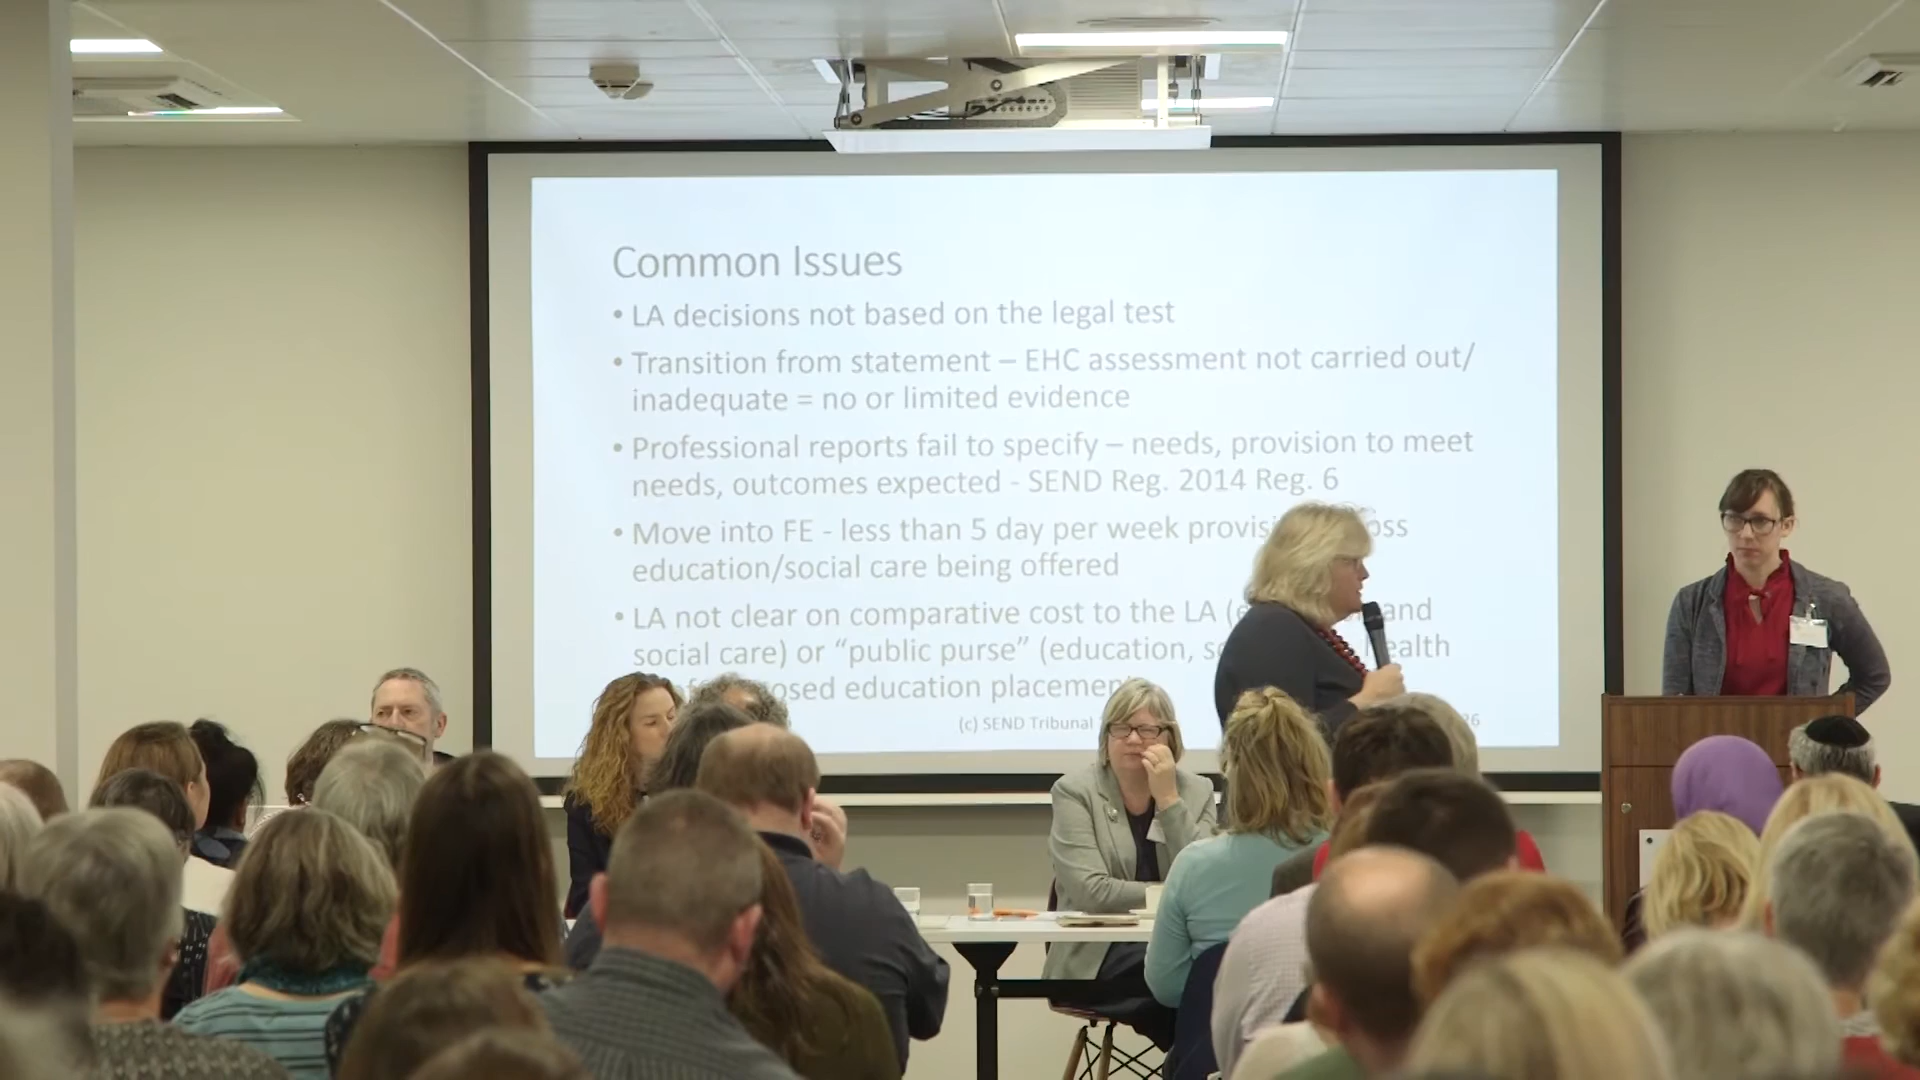 Common Issues
• LA decisions not based on the legal test
• Transition from statement – EHC assessment not carried out/
inadequate = no or limited evidence
• Professional reports fail to specify – needs, provision to meet
needs, outcomes expected - SEND Reg. 2014 Reg. 6
• Move into FE - less than 5 day per week
education/social care being offered
• LA not clear on comparative cost to the LA ( and
social care) or “public purse” (education,
education placement
(c) SEND Tribunal